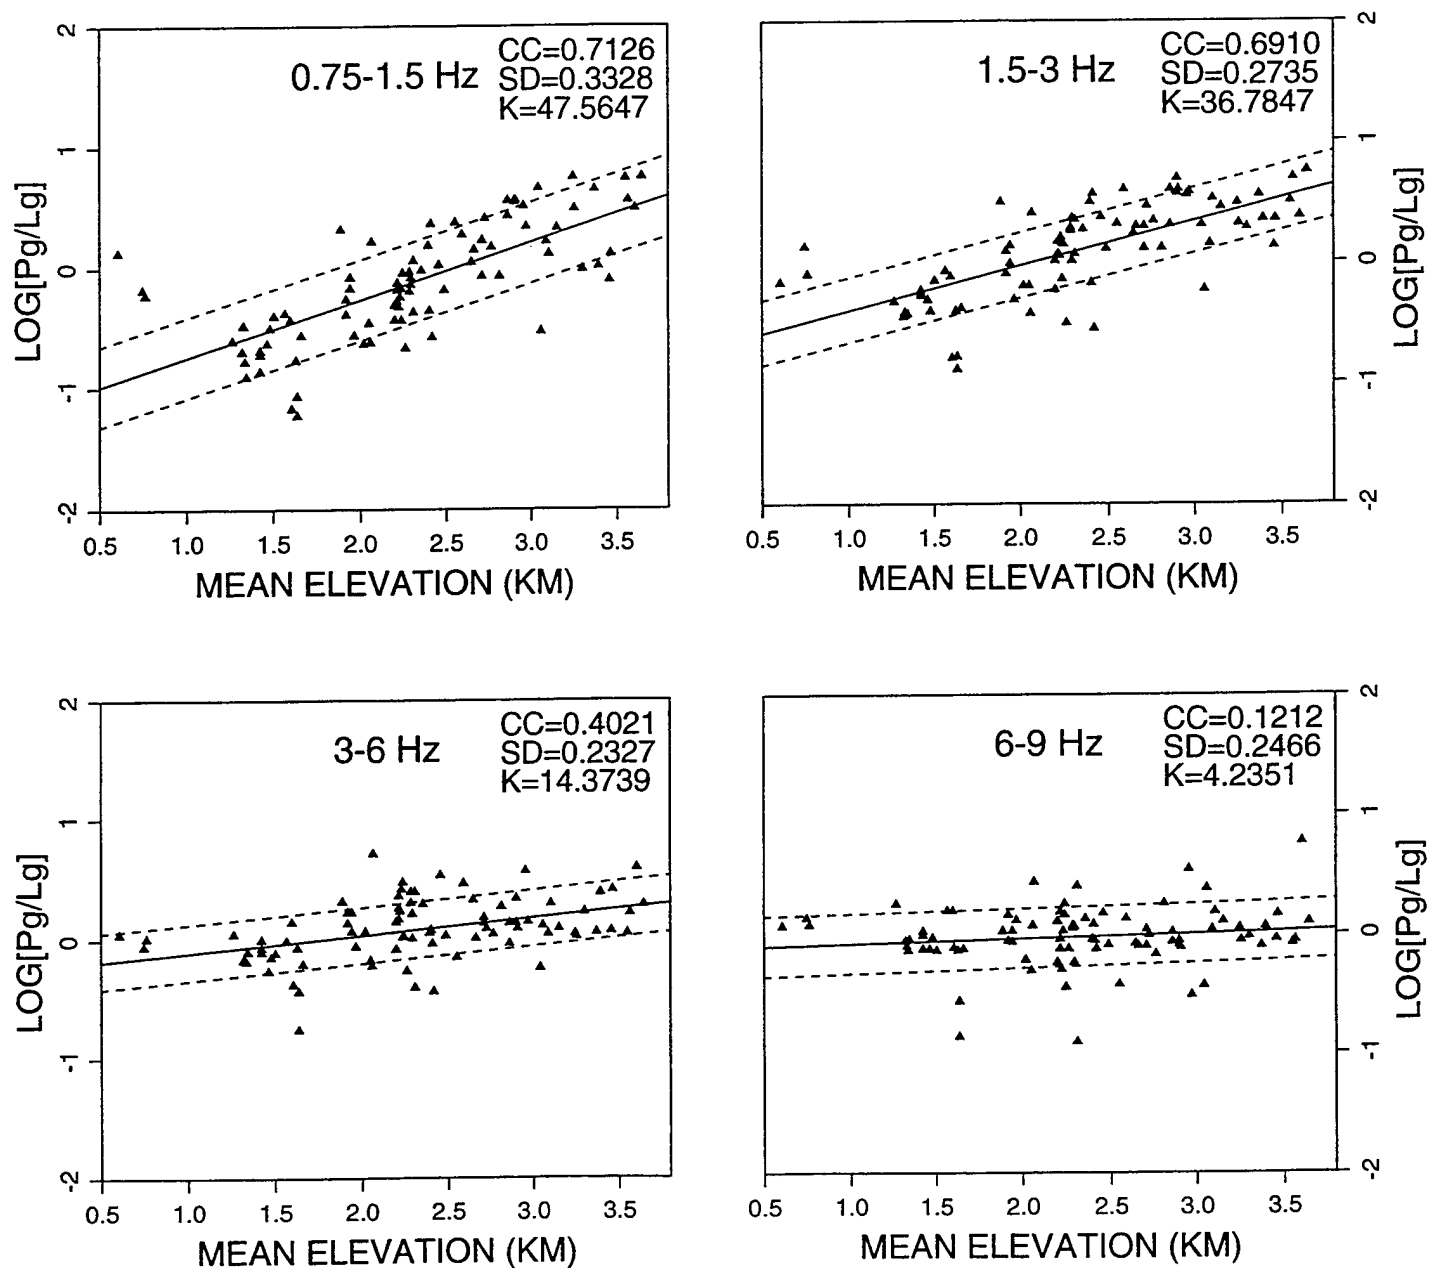 0.75-1.5 Hz
CC=0.7126
SD=0.3328
K=47.5647
LOG[Pg/Lg]
2
1
0
-1
-2
0.5 1.0 1.5 2.0 2.5 3.0 3.5
MEAN ELEVATION (KM)
1.5-3 Hz
CC=0.6910
SD=0.2735
K=36.7847
2
1
0
-1
-2
LOG[Pg/Lg]
0.5 1.0 1.5 2.0 2.5 3.0 3.5
MEAN ELEVATION (KM)
3-6 Hz
CC=0.4021
SD=0.2327
K=14.3739
LOG[Pg/Lg]
2
1
0
-1
-2
0.5 1.0 1.5 2.0 2.5 3.0 3.5
MEAN ELEVATION (KM)
6-9 Hz
CC=0.1212
SD=0.2466
K=4.2351
2
1
0
-1
-2
LOG[Pg/Lg]
0.5 1.0 1.5 2.0 2.5 3.0 3.5
MEAN ELEVATION (KM)